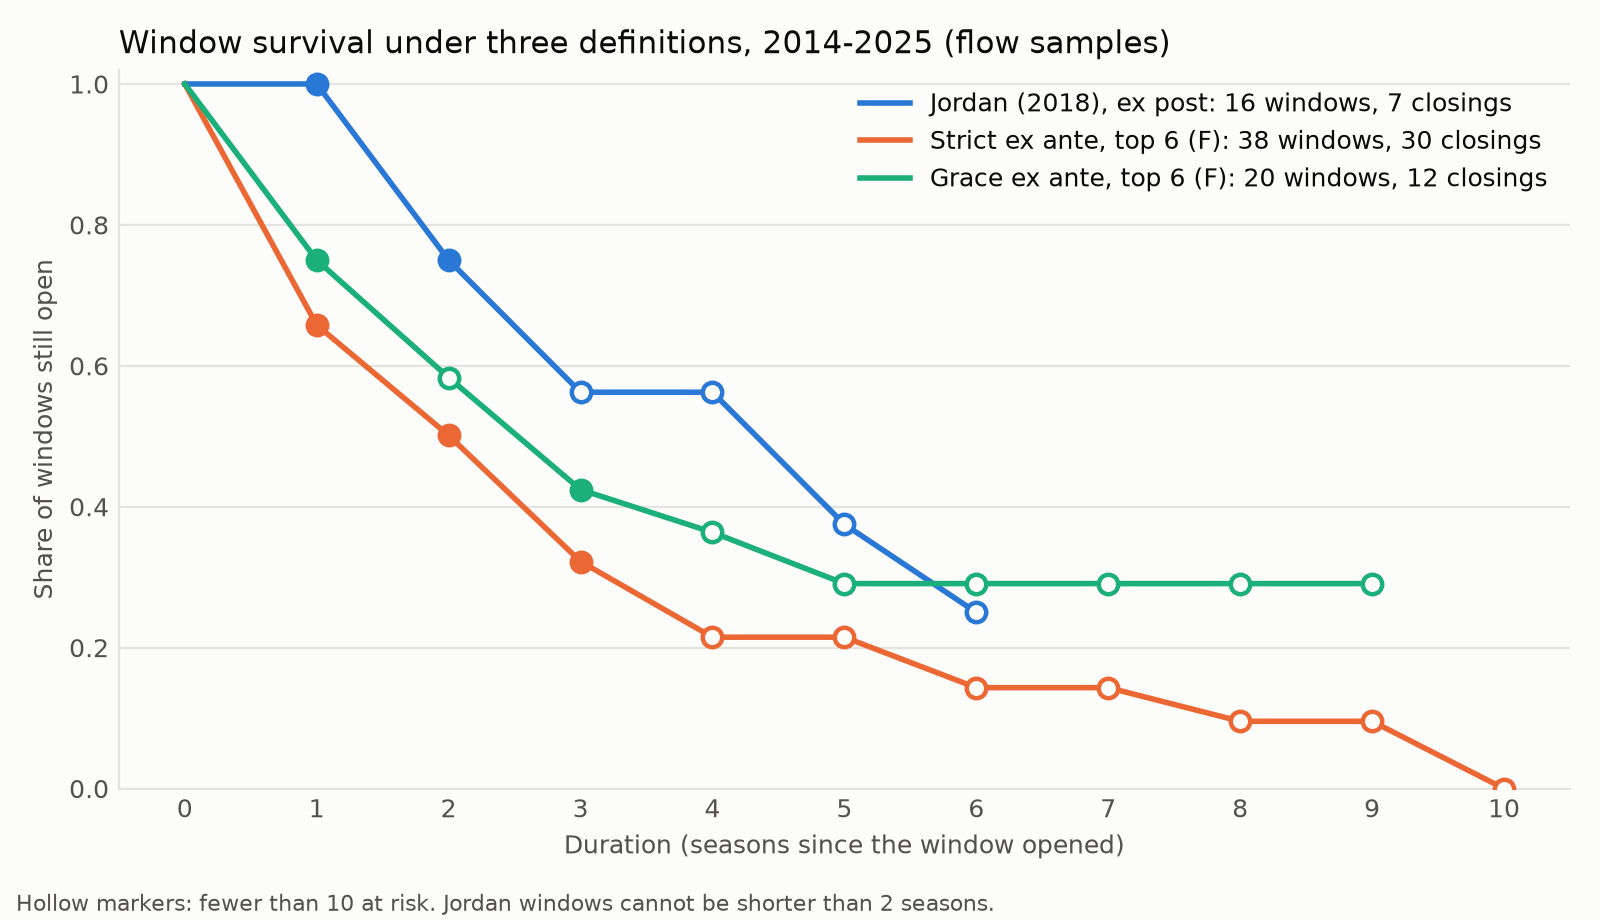 Window survival under three definitions, 2014-2025 (flow samples)
Jordan (2018), ex post: 16 windows, 7 closings
Strict ex ante, top 6 (F): 38 windows, 30 closings
Grace ex ante, top 6 (F): 20 windows, 12 closings
Share of windows still open
1.0
0.8
0.6
0.4
0.2
0.0
0 1 2 3 4 5 6 7 8 9 10
Duration (seasons since the window opened)
Hollow markers: fewer than 10 at risk. Jordan windows cannot be shorter than 2 seasons.